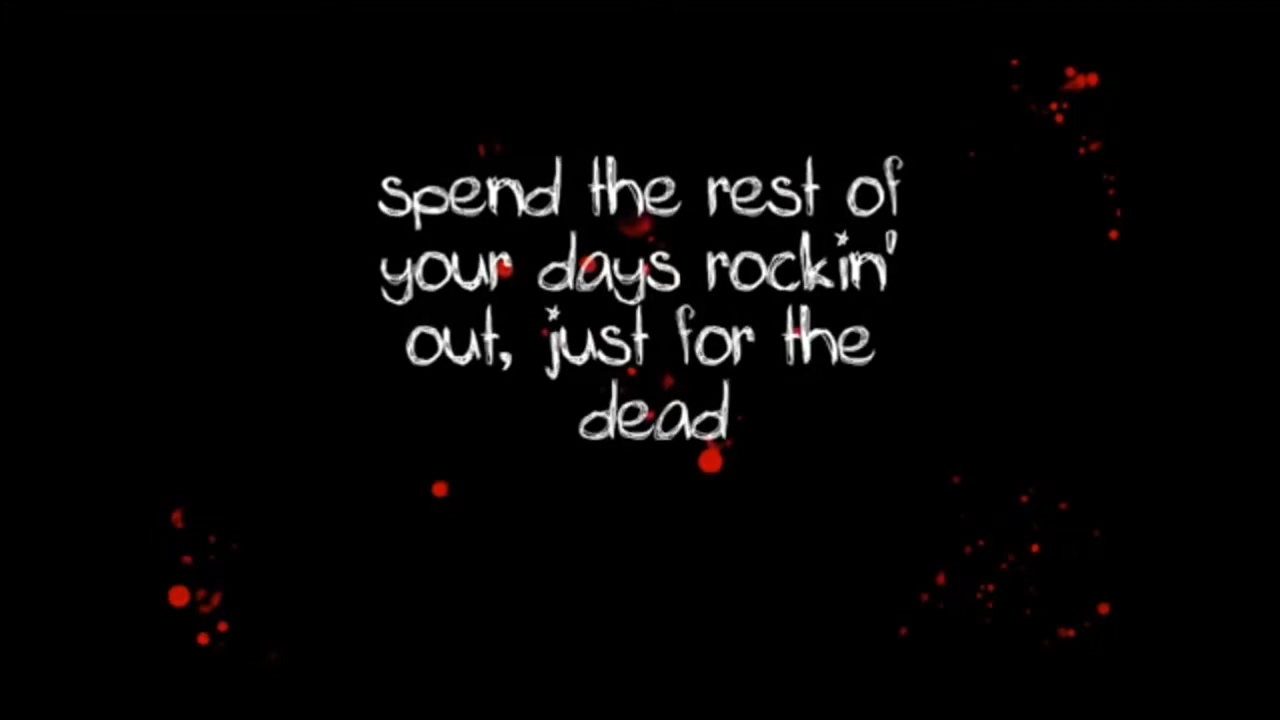 spend the rest of
your days rockin'
out, just for the
dead